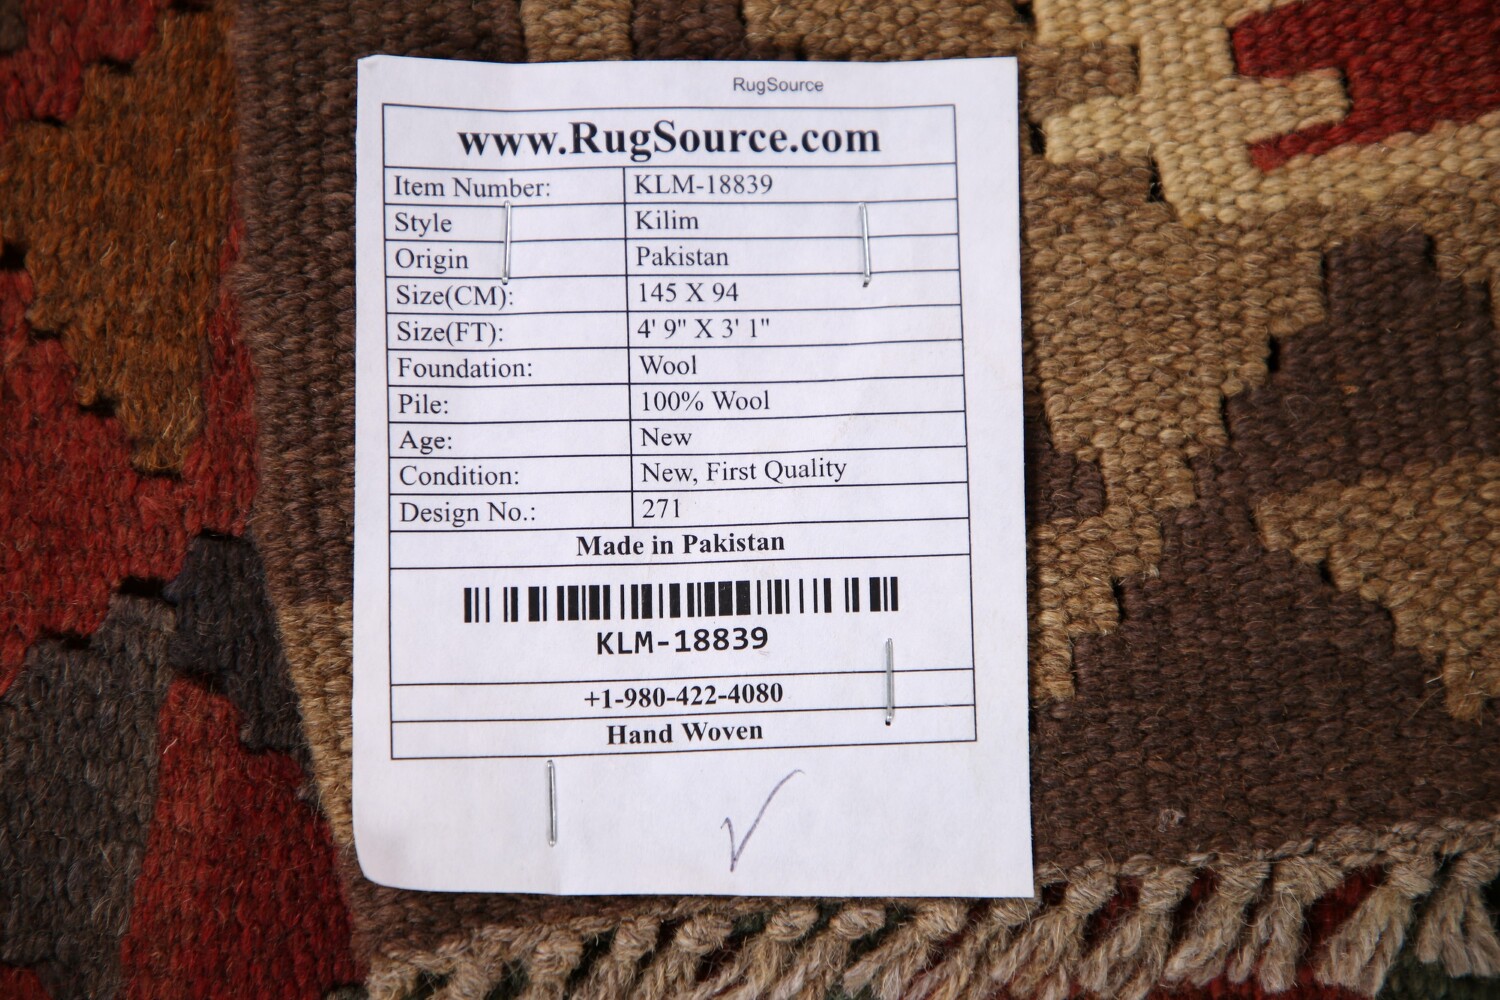 RugSource
www.RugSource.com
Item Number: KLM-18839
Style Kilim
Origin Pakistan
Size(CM): 145 X 94
Size(FT): 4' 9" X 3' 1"
Foundation: Wool
Pile: 100% Wool
Age: New
Condition: New, First Quality
Design No.: 271
Made in Pakistan
KLM-18839
+1-980-422-4080
Hand Woven